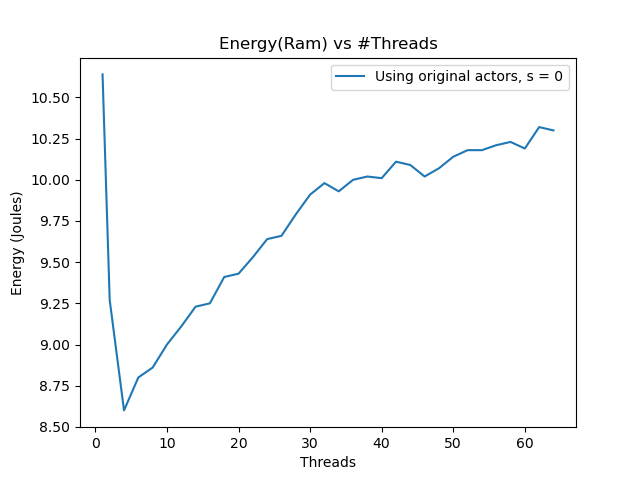 Energy(Ram) vs #Threads
Using original actors, s = 0
Energy (Joules)
10.50
10.25
10.00
9.75
9.50
9.25
9.00
8.75
8.50
0 10 20 30 40 50 60
Threads